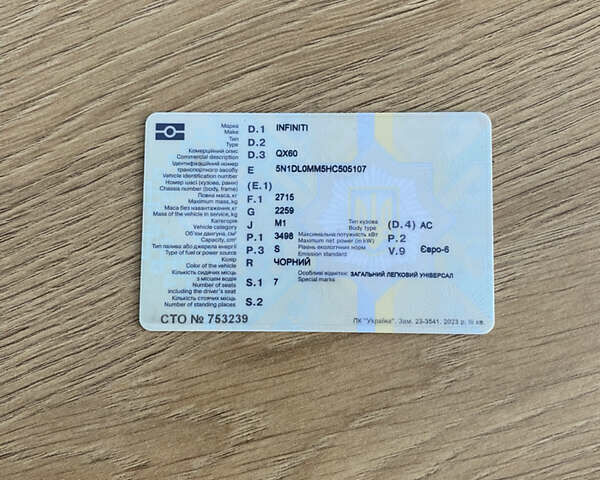 Марка
Make D.1 INFINITI
Тип
Type D.2
Комерційний опис
Commercial description D.3 QX60
Ідентифікаційний номер
транспортного засобу
Vehicle identification number E 5N1DL0MM5HC505107
Номер шасі (кузова, рами)
Chassis number (body, frame) (E.1)
Повна маса, кг
Maximum mass, kg F.1 2715
Маса без навантаження, кг
Mass of the vehicle in service, kg G 2259
Категорія
Vehicle category J M1
Тип кузова
Body type (D.4) AC
Об'єм двигуна, см³
Capacity, cm³ P.1 3498
Максимальна потужність кВт
Maximum net power (in kW) P.2
Тип палива або джерела енергії
Type of fuel or power source P.3 S
Рівень екологічних норм
Emission standard V.9 Євро-6
Колір
Color of the vehicle R ЧОРНИЙ
Кількість сидячих місць
з місцем водія
Number of seats
including the driver's seat S.1 7
Особливі відмітки: ЗАГАЛЬНИЙ ЛЕГКОВИЙ УНІВЕРСАЛ
Special marks
Кількість стоячих місць
Number of standing places S.2
СТО № 753239
ПК "Україна". Зам. 23-3541. 2023 р. III кв.